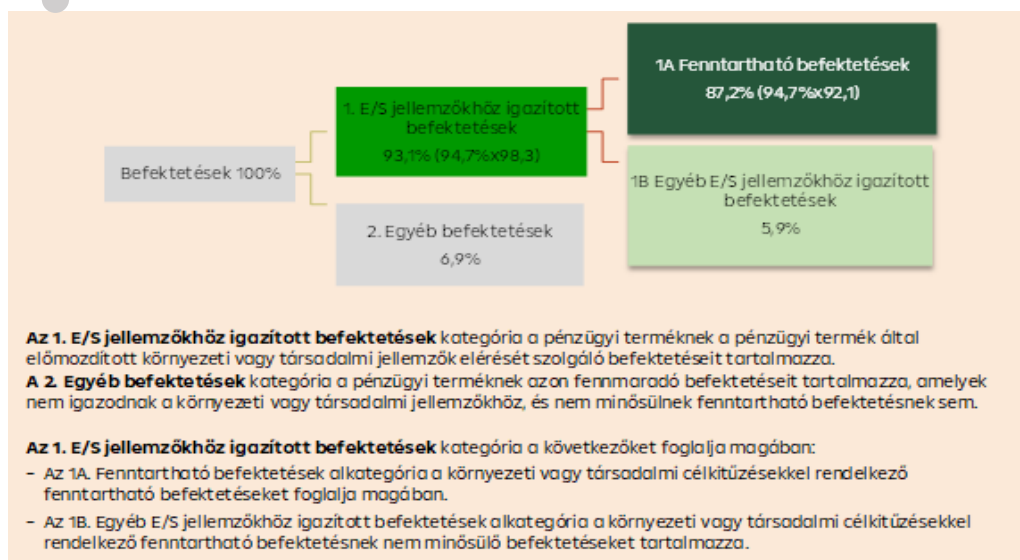 Befektetések 100%
1. E/S jellemzőkhöz igazított
befektetések
93,1% (94,7%x98,3)
2. Egyéb befektetések
6,9%
1A Fenntartható befektetések
87,2% (94,7%x92,1)
1B Egyéb E/S jellemzőkhöz igazított
befektetések
5,9%
Az 1. E/S jellemzőkhöz igazított befektetések kategória a pénzügyi terméknek a pénzügyi termék által
előmozdított környezeti vagy társadalmi jellemzők elérését szolgáló befektetéseit tartalmazza.
A 2. Egyéb befektetések kategória a pénzügyi terméknek azon fennmaradó befektetéseit tartalmazza, amelyek
nem igazodnak a környezeti vagy társadalmi jellemzőkhöz, és nem minősülnek fenntartható befektetésnek sem.
Az 1. E/S jellemzőkhöz igazított befektetések kategória a következőket foglalja magában:
– Az 1A. Fenntartható befektetések alkategória a környezeti vagy társadalmi célkitűzésekkel rendelkező
fenntartható befektetéseket foglalja magában.
– Az 1B. Egyéb E/S jellemzőkhöz igazított befektetések alkategória a környezeti vagy társadalmi célkitűzésekkel
rendelkező fenntartható befektetésnek nem minősülő befektetéseket tartalmazza.